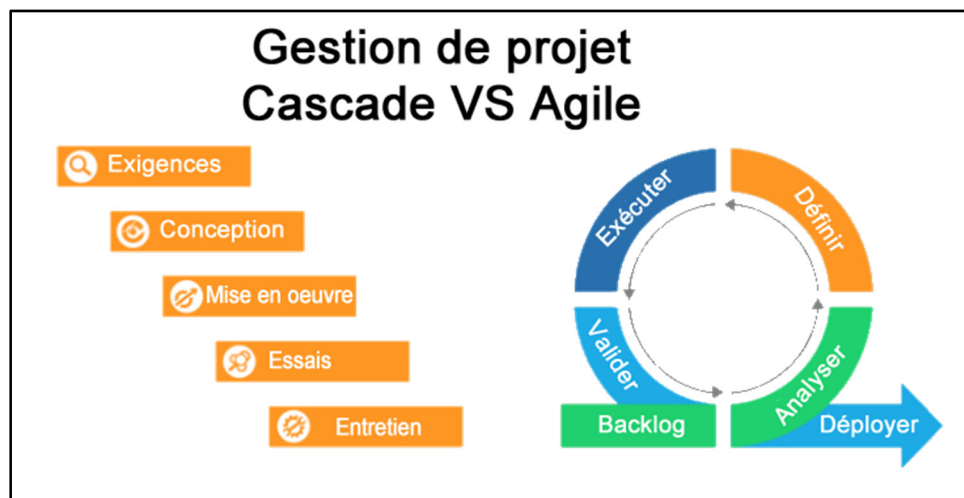 Gestion de projet
Cascade VS Agile
Exigences
Conception
Mise en oeuvre
Essais
Entretien
Exécuter
Définir
Valider
Analyser
Backlog
Déployer